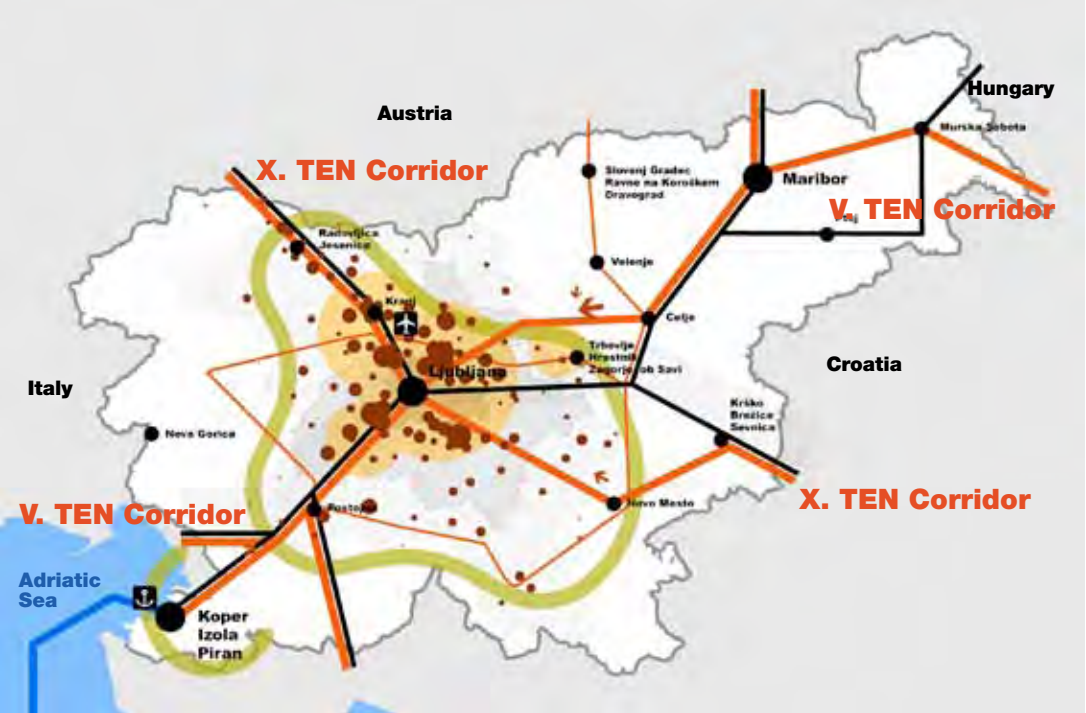 Austria
Hungary
Murska Sobota
X. TEN Corridor
Slovenj Gradec
Ravne na Koroškem
Dravograd
Maribor
V. TEN Corridor
Radovljica
Jesenice
Velenje
Kranj
Celje
Trbovlje
Hrastnik
Zagorje ob Savi
Ljubljana
Croatia
Italy
Krško
Brežice
Sevnica
Nova Gorica
V. TEN Corridor
Postojna
Novo Mesto
X. TEN Corridor
Adriatic
Sea
Koper
Izola
Piran